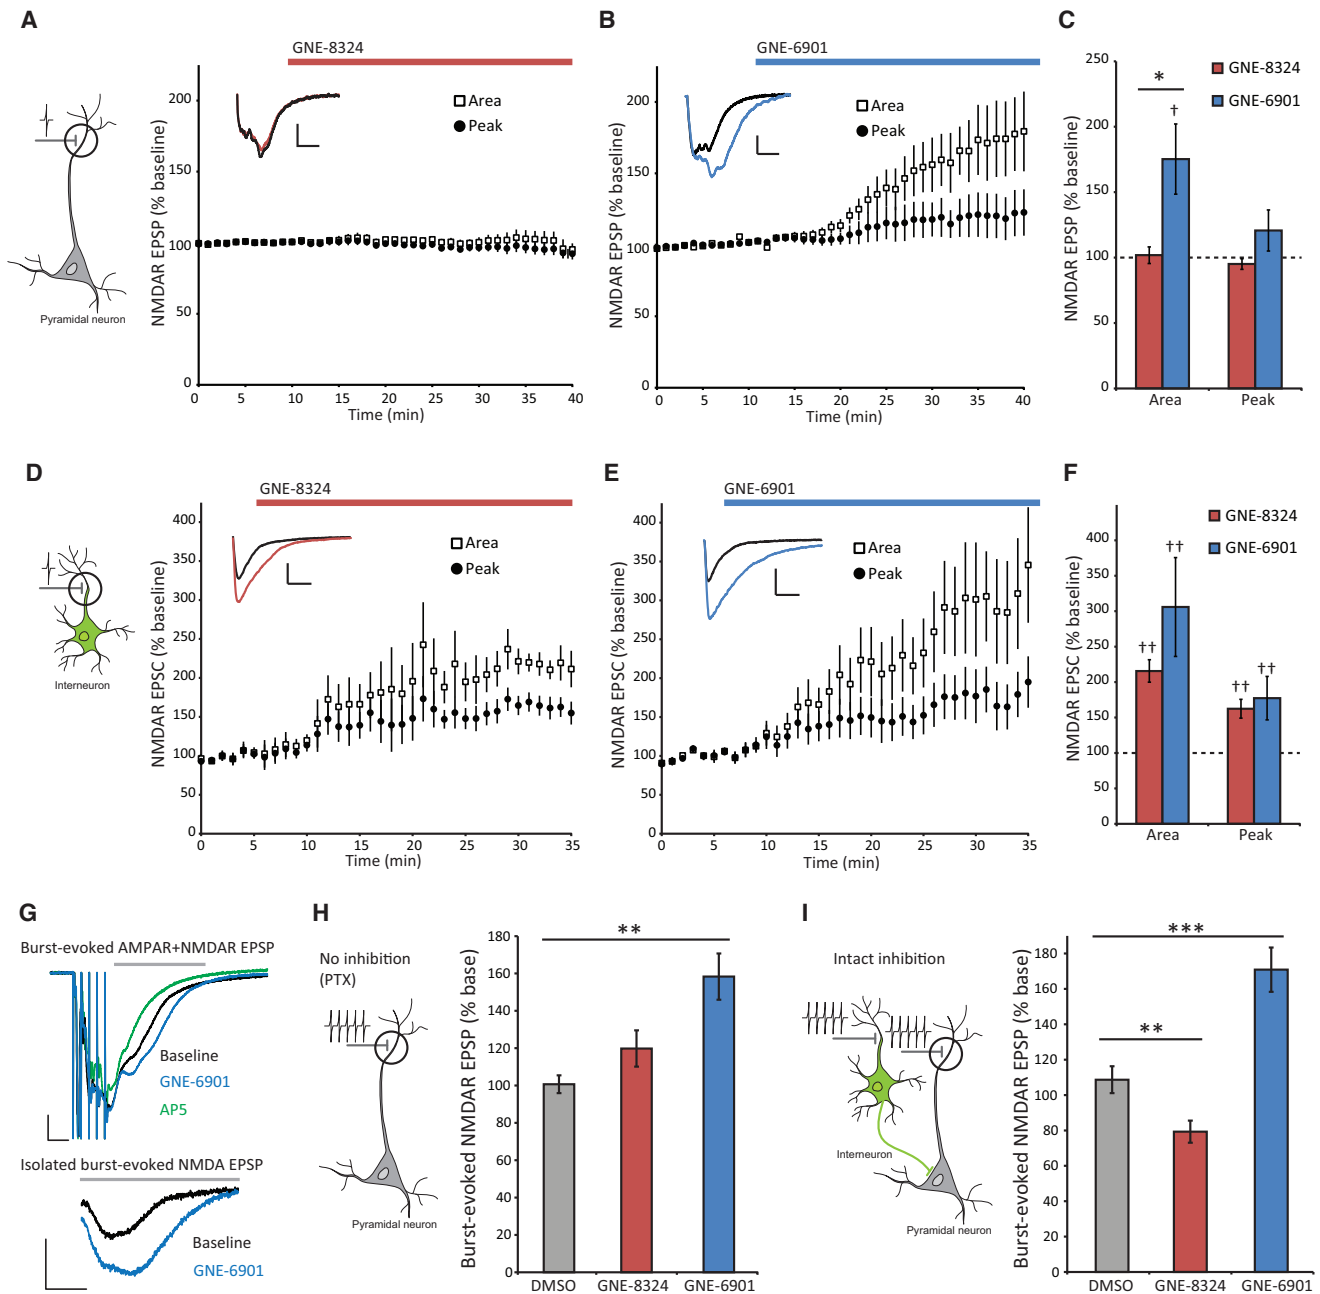 A
GNE-8324
NMDAR EPSP (% baseline)
200
150
100
50
0
0 5 10 15 20 25 30 35 40
Time (min)
Area
Peak
Pyramidal neuron
B
GNE-6901
NMDAR EPSP (% baseline)
200
150
100
50
0
0 5 10 15 20 25 30 35 40
Time (min)
Area
Peak
C
NMDAR EPSP (% baseline)
250
200
150
100
50
0
GNE-8324
GNE-6901
*
†
Area Peak
D
GNE-8324
NMDAR EPSC (% baseline)
400
350
300
250
200
150
100
50
0
0 5 10 15 20 25 30 35
Time (min)
Area
Peak
Interneuron
E
GNE-6901
NMDAR EPSC (% baseline)
400
350
300
250
200
150
100
50
0
0 5 10 15 20 25 30 35
Time (min)
Area
Peak
F
NMDAR EPSC (% baseline)
400
350
300
250
200
150
100
50
0
GNE-8324
GNE-6901
††
††
††
††
Area Peak
G
Burst-evoked AMPAR+NMDAR EPSP
Baseline
GNE-6901
AP5
Isolated burst-evoked NMDA EPSP
Baseline
GNE-6901
H
No inhibition
(PTX)
Pyramidal neuron
Burst-evoked NMDAR EPSP (% base)
180
160
140
120
100
80
60
40
20
0
**
DMSO GNE-8324 GNE-6901
I
Intact inhibition
Interneuron
Pyramidal neuron
Burst-evoked NMDAR EPSP (% base)
180
160
140
120
100
80
60
40
20
0
***
**
DMSO GNE-8324 GNE-6901